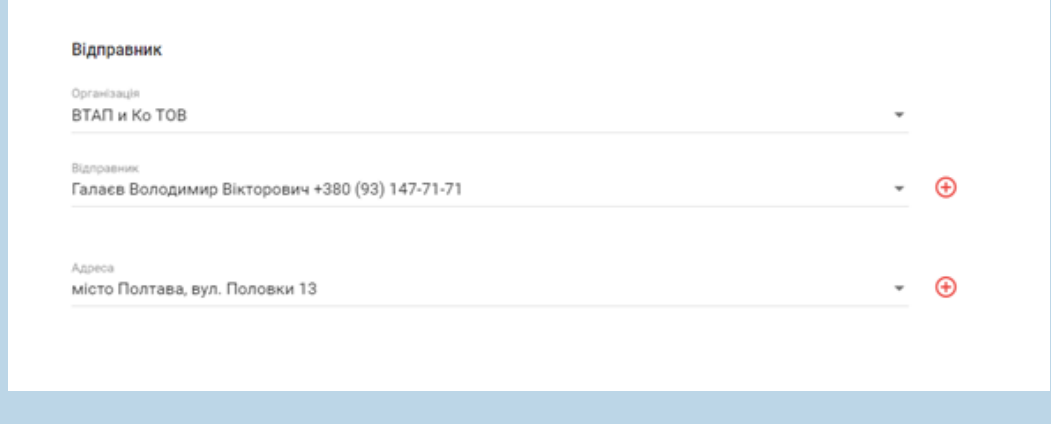 Відправник
Організація
ВТАП и Ко ТОВ
Відправник
Галаєв Володимир Вікторович +380 (93) 147-71-71
Адреса
місто Полтава, вул. Половки 13